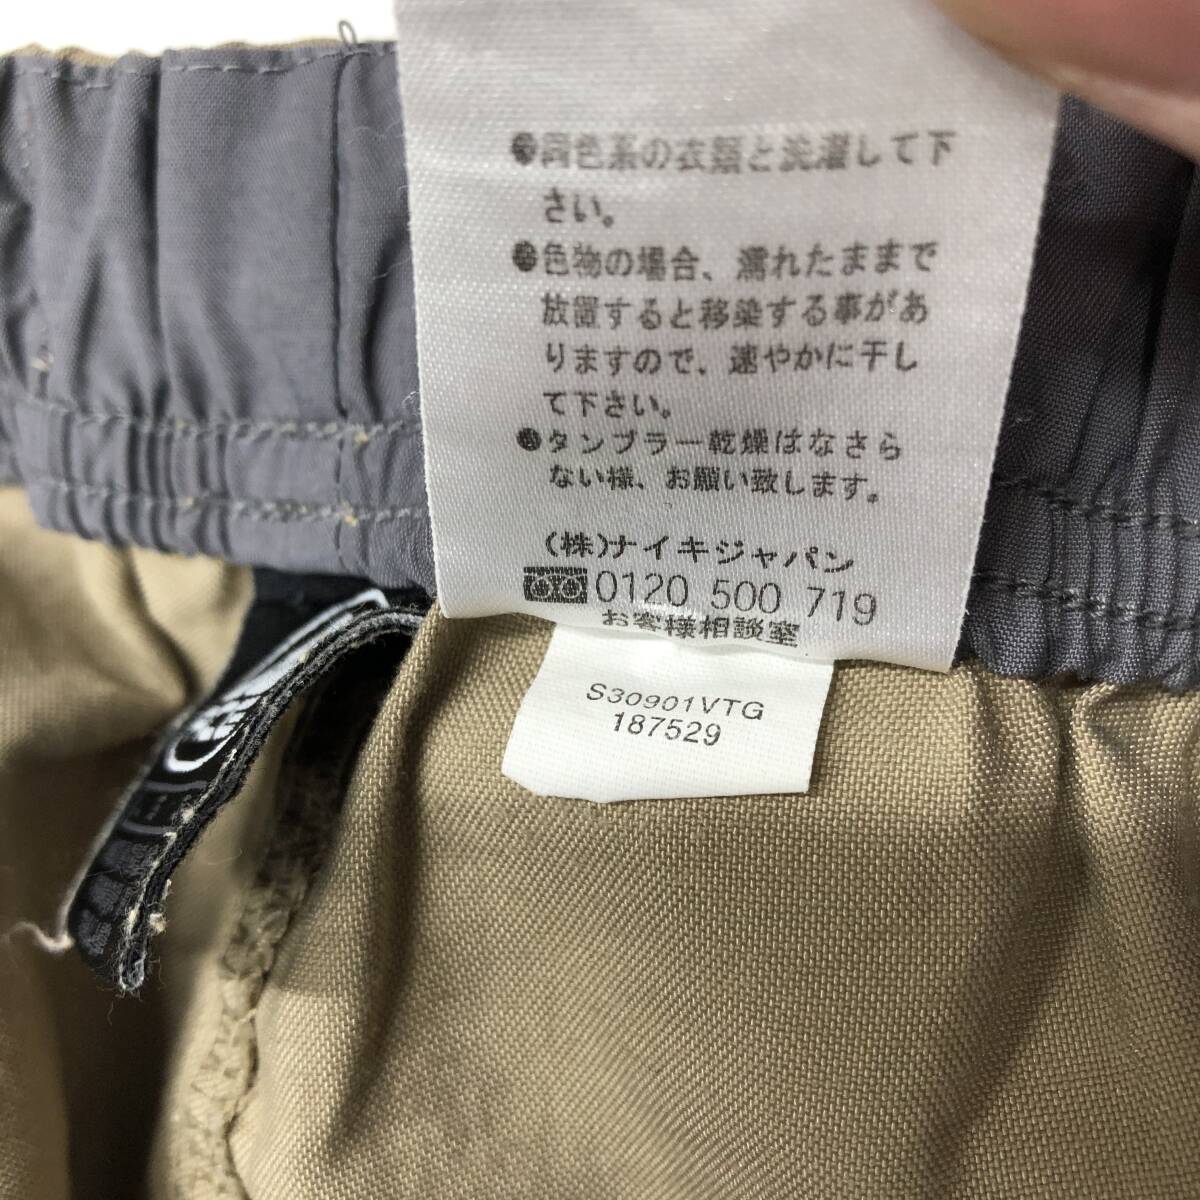 ●同色系の衣類と洗濯して下
さい。
●色物の場合、濡れたままで
放置すると移染する事があ
りますので、速やかに干し
て下さい。
●タンブラー乾燥はなさら
ない様、お願い致します。
(株)ナイキジャパン
0120 500 719
お客様相談室
S30901VTG
187529